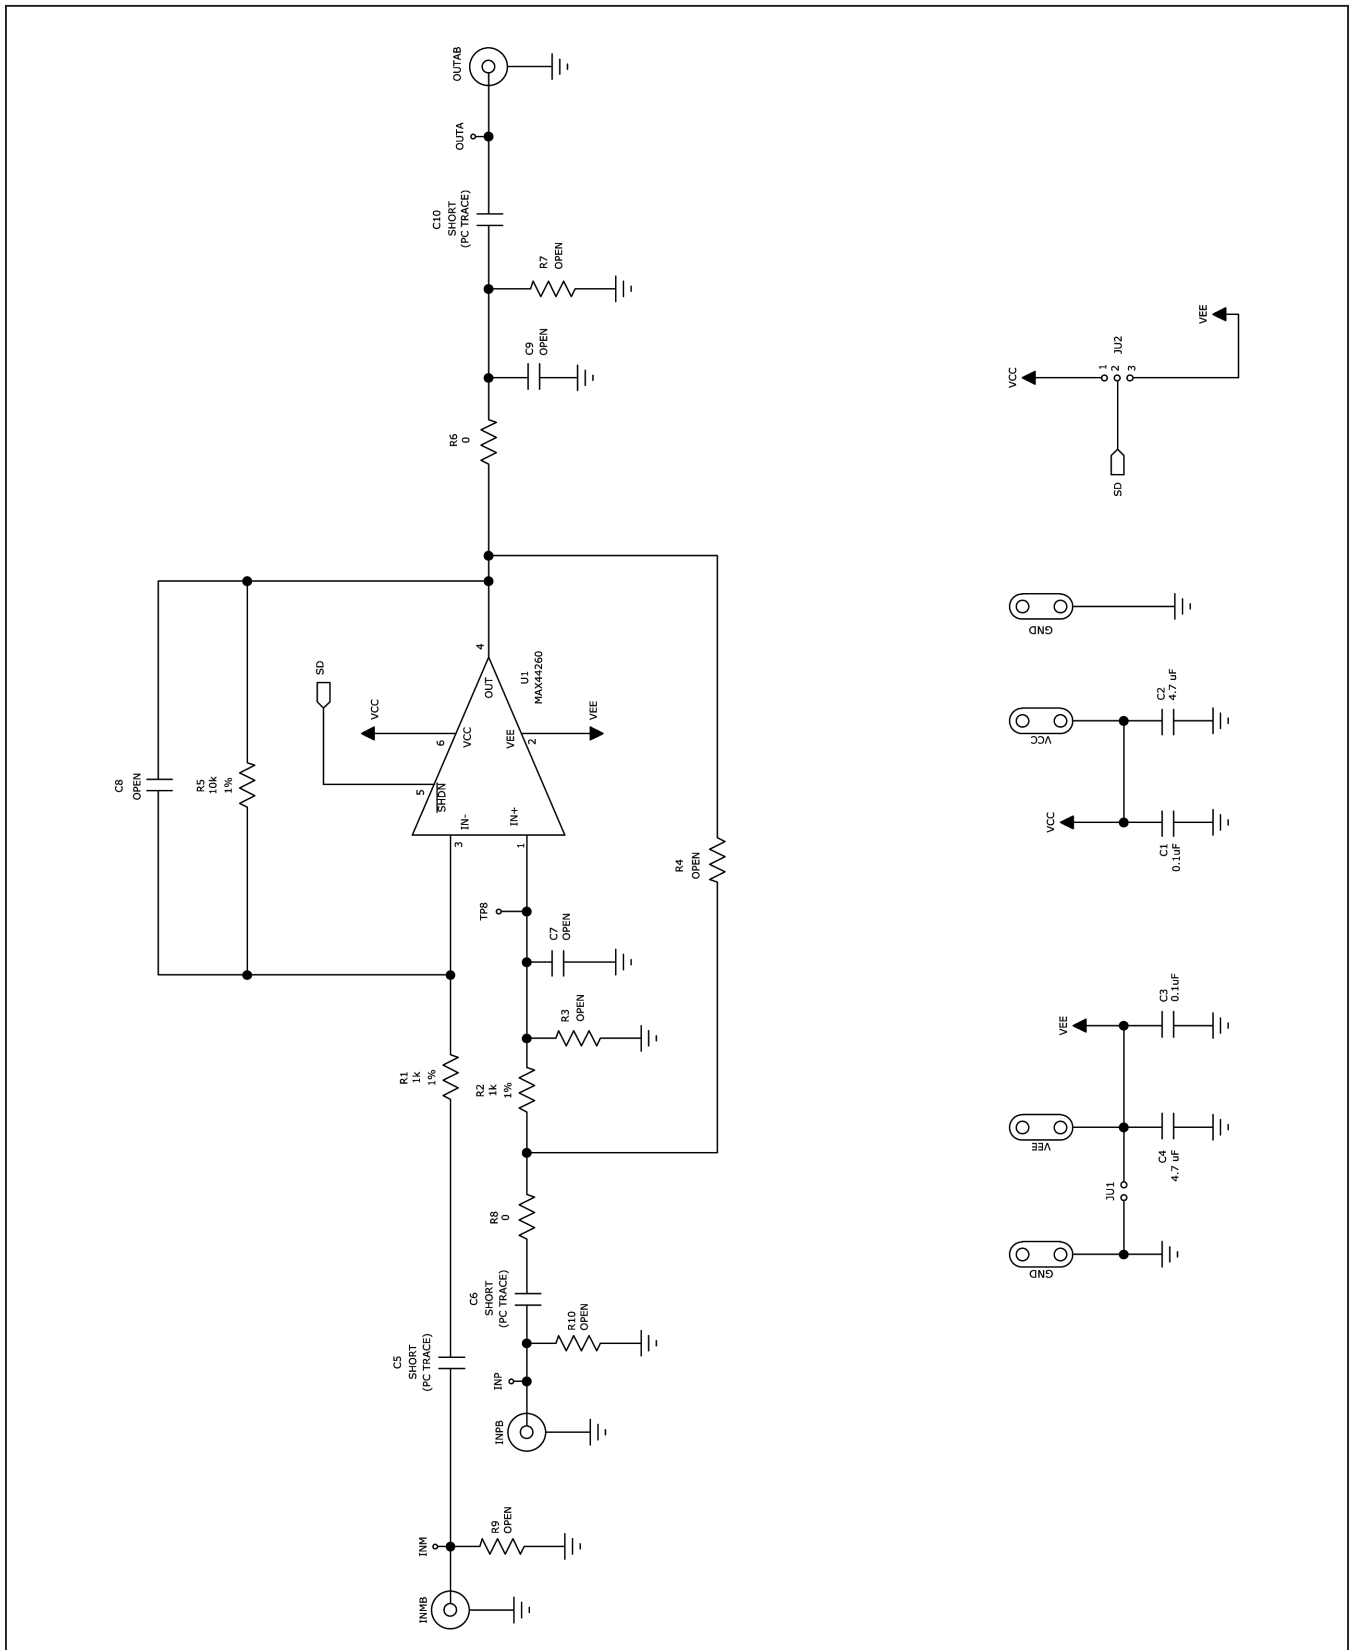 OUTAB
OUTA
C10
SHORT
(PC TRACE)
R7
OPEN
C9
OPEN
R6
0
C8
OPEN
R5
10k
1%
SD
VCC
6
VCC
5
SHDN
IN-
3
IN+
1
OUT
4
U1
MAX44260
VEE
2
VEE
R4
OPEN
TP8
C7
OPEN
R3
OPEN
R1
1k
1%
R2
1k
1%
R8
0
C6
SHORT
(PC TRACE)
R10
OPEN
C5
SHORT
(PC TRACE)
INP
INPB
INM
R9
OPEN
INMB
VEE
VCC
1
2
3
JU2
SD
GND
VCC
C2
4.7 uF
VCC
C1
0.1uF
VEE
C3
0.1uF
VEE
C4
4.7 uF
JU1
GND